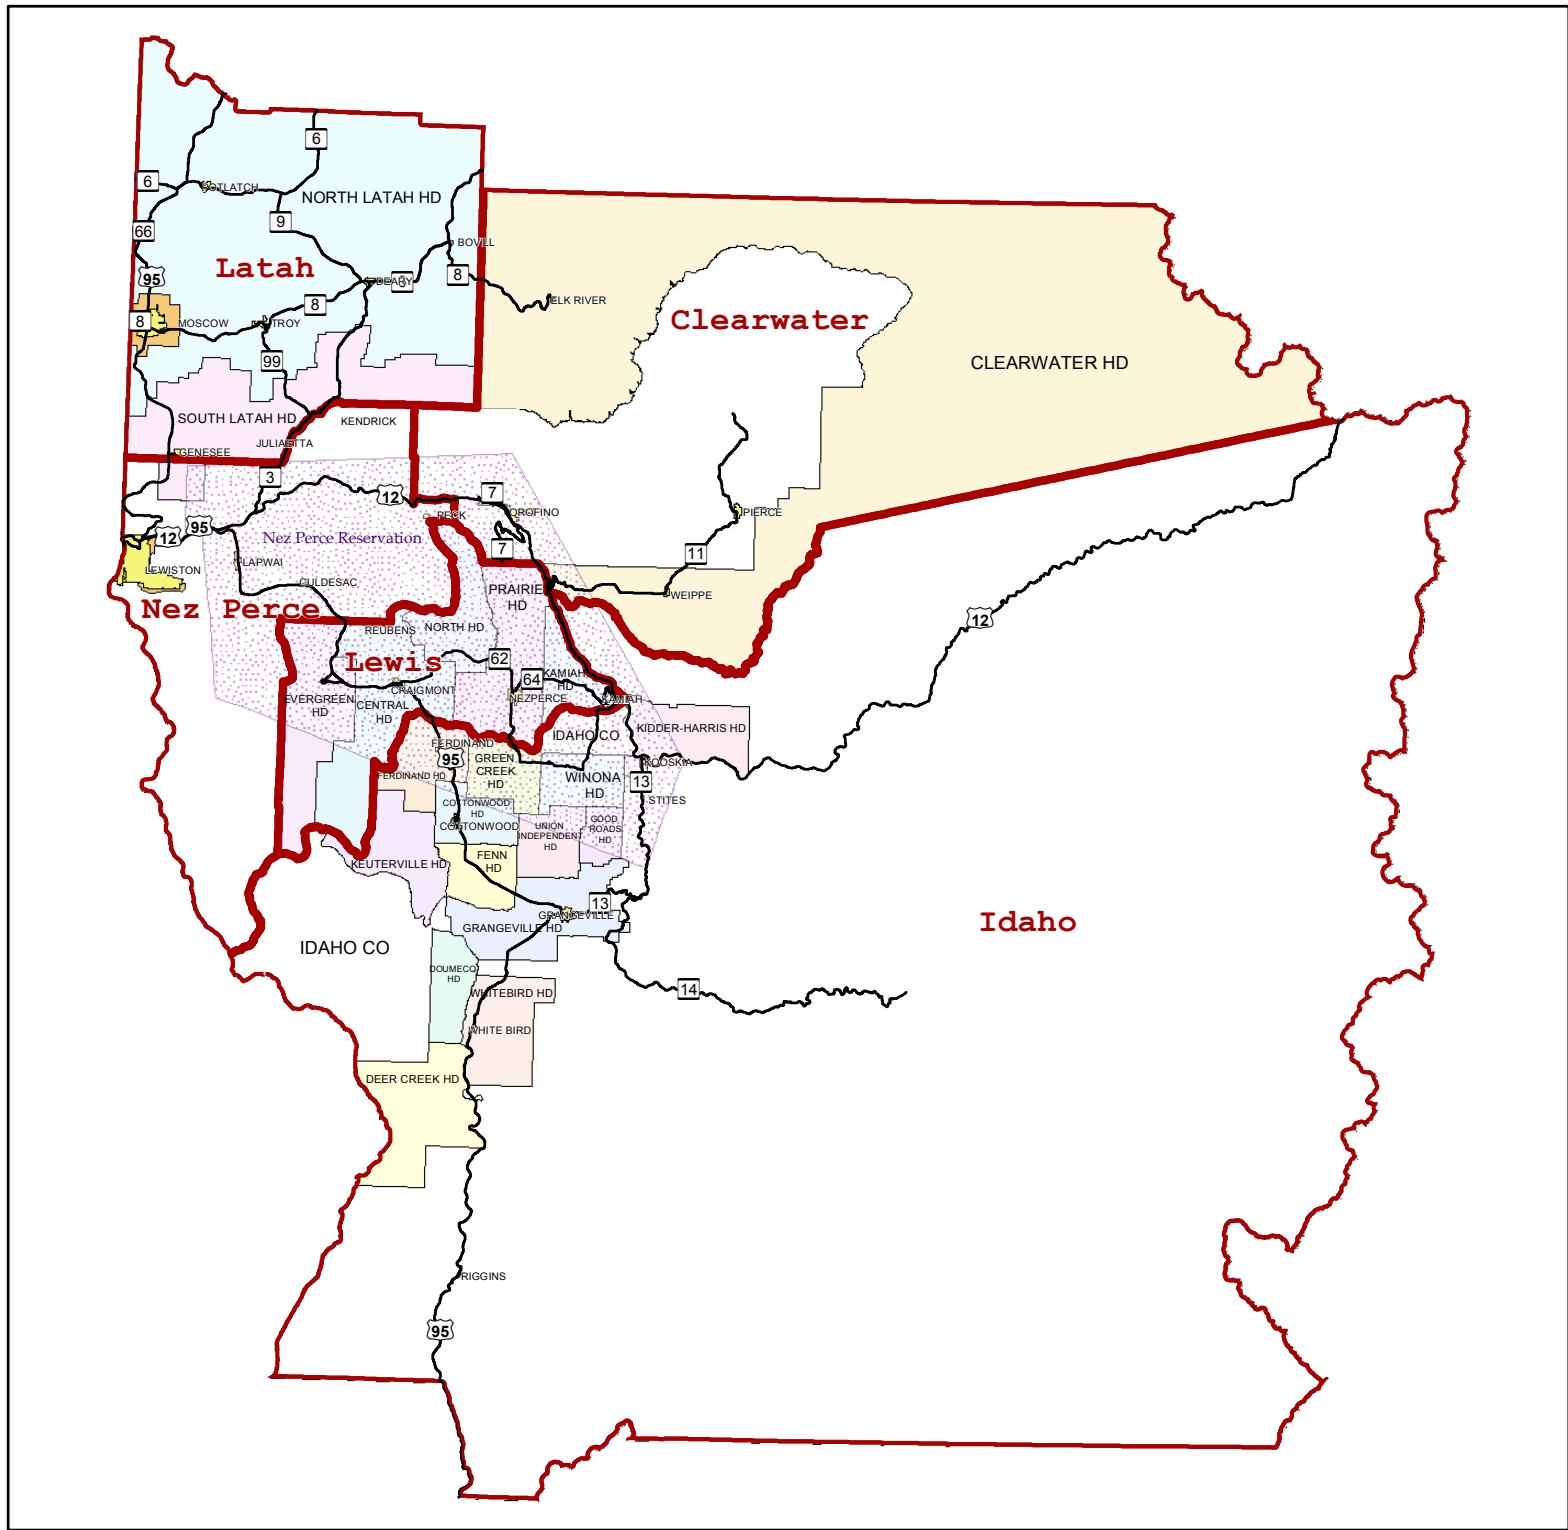 6
6
POTLATCH
NORTH LATAH HD
9
66
BOVILL
Latah
95
8
DEARY
8
ELK RIVER
8
MOSCOW
TROY
Clearwater
99
CLEARWATER HD
SOUTH LATAH HD
KENDRICK
JULIAETTA
GENESEE
3
12
7
PECK
OROFINO
PIERCE
95
12
Nez Perce Reservation
7
11
LAPWAI
LEWISTON
CULDESAC
PRAIRIE
HD
WEIPPE
Nez Perce
12
REUBENS
NORTH HD
Lewis
62
64
KAMIAH
HD
CRAIGMONT
NEZPERCE
KAMIAH
EVERGREEN
HD
CENTRAL
HD
KIDDER-HARRIS HD
IDAHO CO
FERDINAND
95
GREEN
CREEK
HD
KOOSKIA
FERDINAND HD
WINONA
HD
13
STITES
COTTONWOOD
HD
COTTONWOOD
UNION
INDEPENDENT
HD
GOOD
ROADS
HD
KEUTERVILLE HD
FENN
HD
13
GRANGEVILLE
GRANGEVILLE HD
Idaho
IDAHO CO
DOUMECQ
HD
14
WHITEBIRD HD
WHITE BIRD
DEER CREEK HD
RIGGINS
95